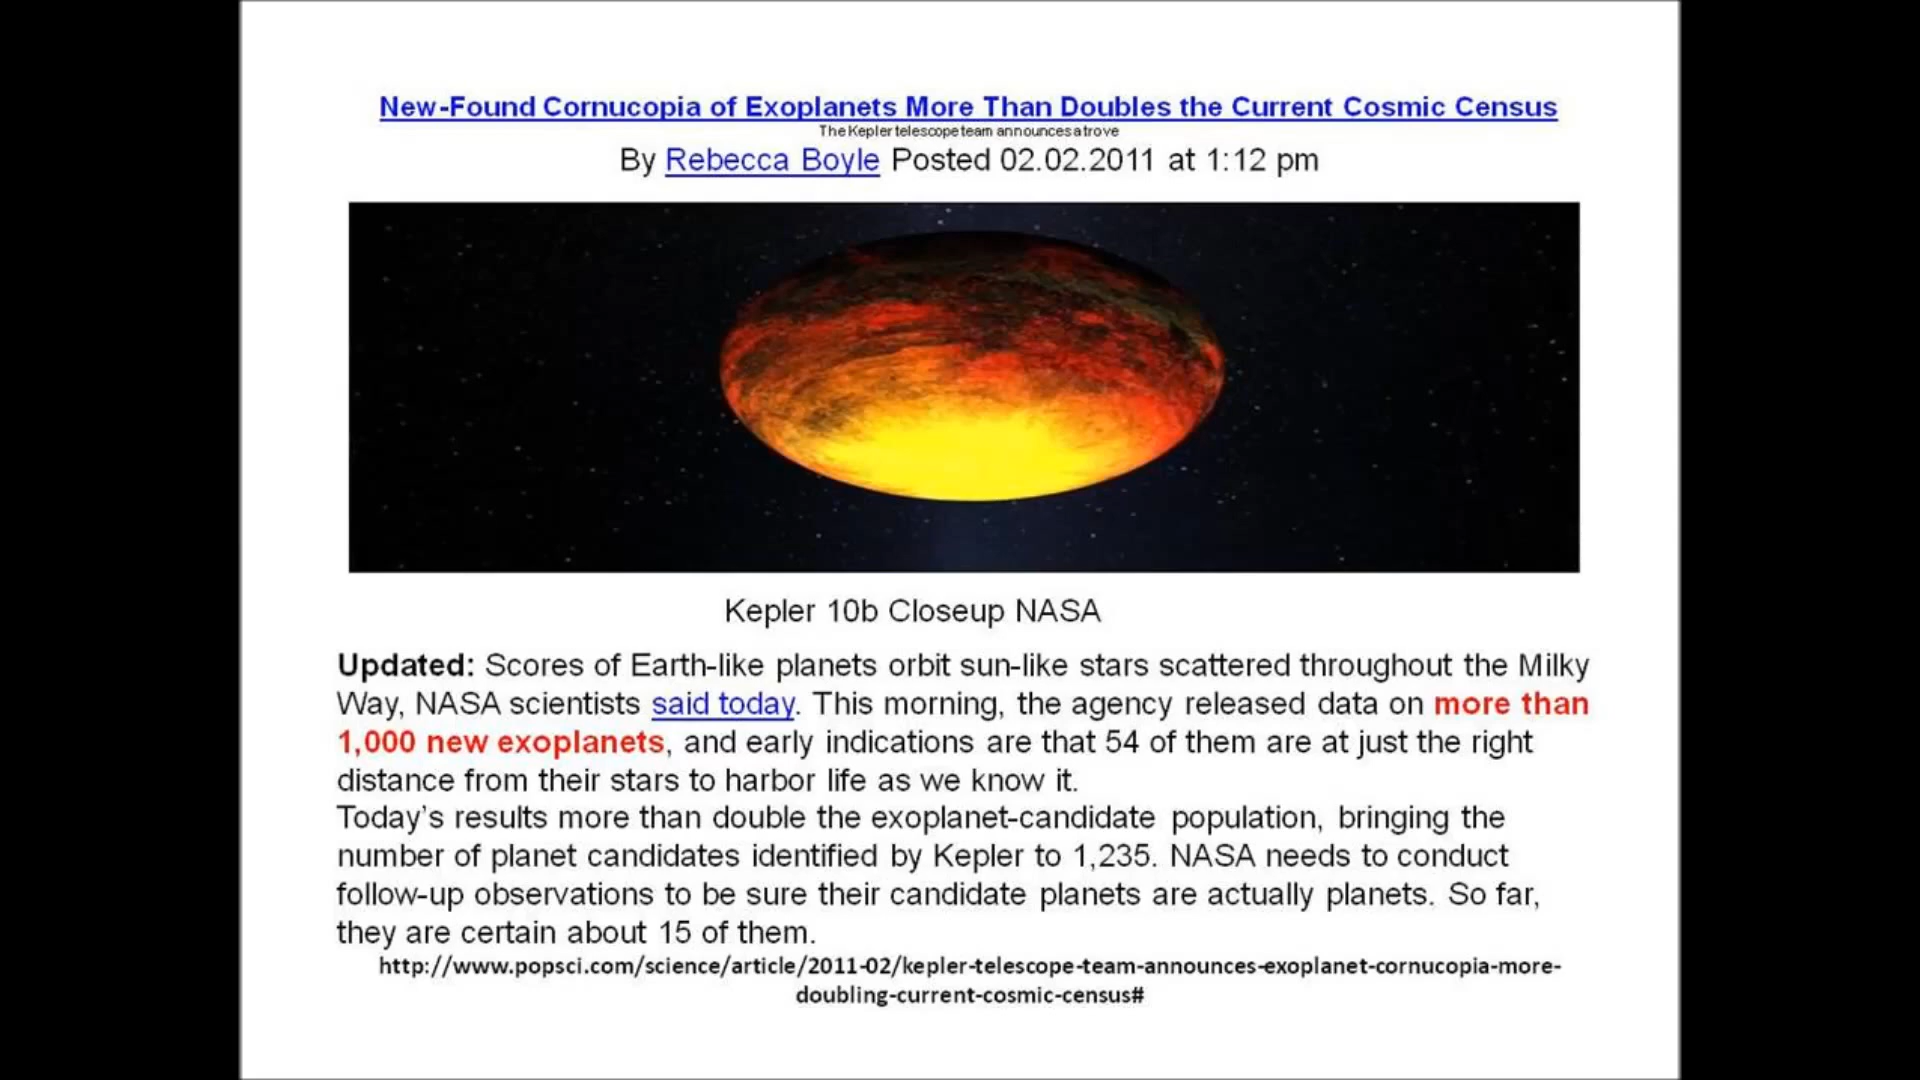 New-Found Cornucopia of Exoplanets More Than Doubles the Current Cosmic Census
The Kepler telescope team announces a trove
By Rebecca Boyle Posted 02.02.2011 at 1:12 pm
Kepler 10b Closeup NASA
Updated: Scores of Earth-like planets orbit sun-like stars scattered throughout the Milky
Way, NASA scientists said today. This morning, the agency released data on more than
1,000 new exoplanets, and early indications are that 54 of them are at just the right
distance from their stars to harbor life as we know it.
Today's results more than double the exoplanet-candidate population, bringing the
number of planet candidates identified by Kepler to 1,235. NASA needs to conduct
follow-up observations to be sure their candidate planets are actually planets. So far,
they are certain about 15 of them.
http://www.popsci.com/science/article/2011-02/kepler-telescope-team-announces-exoplanet-cornucopia-more-
doubling-current-cosmic-census#